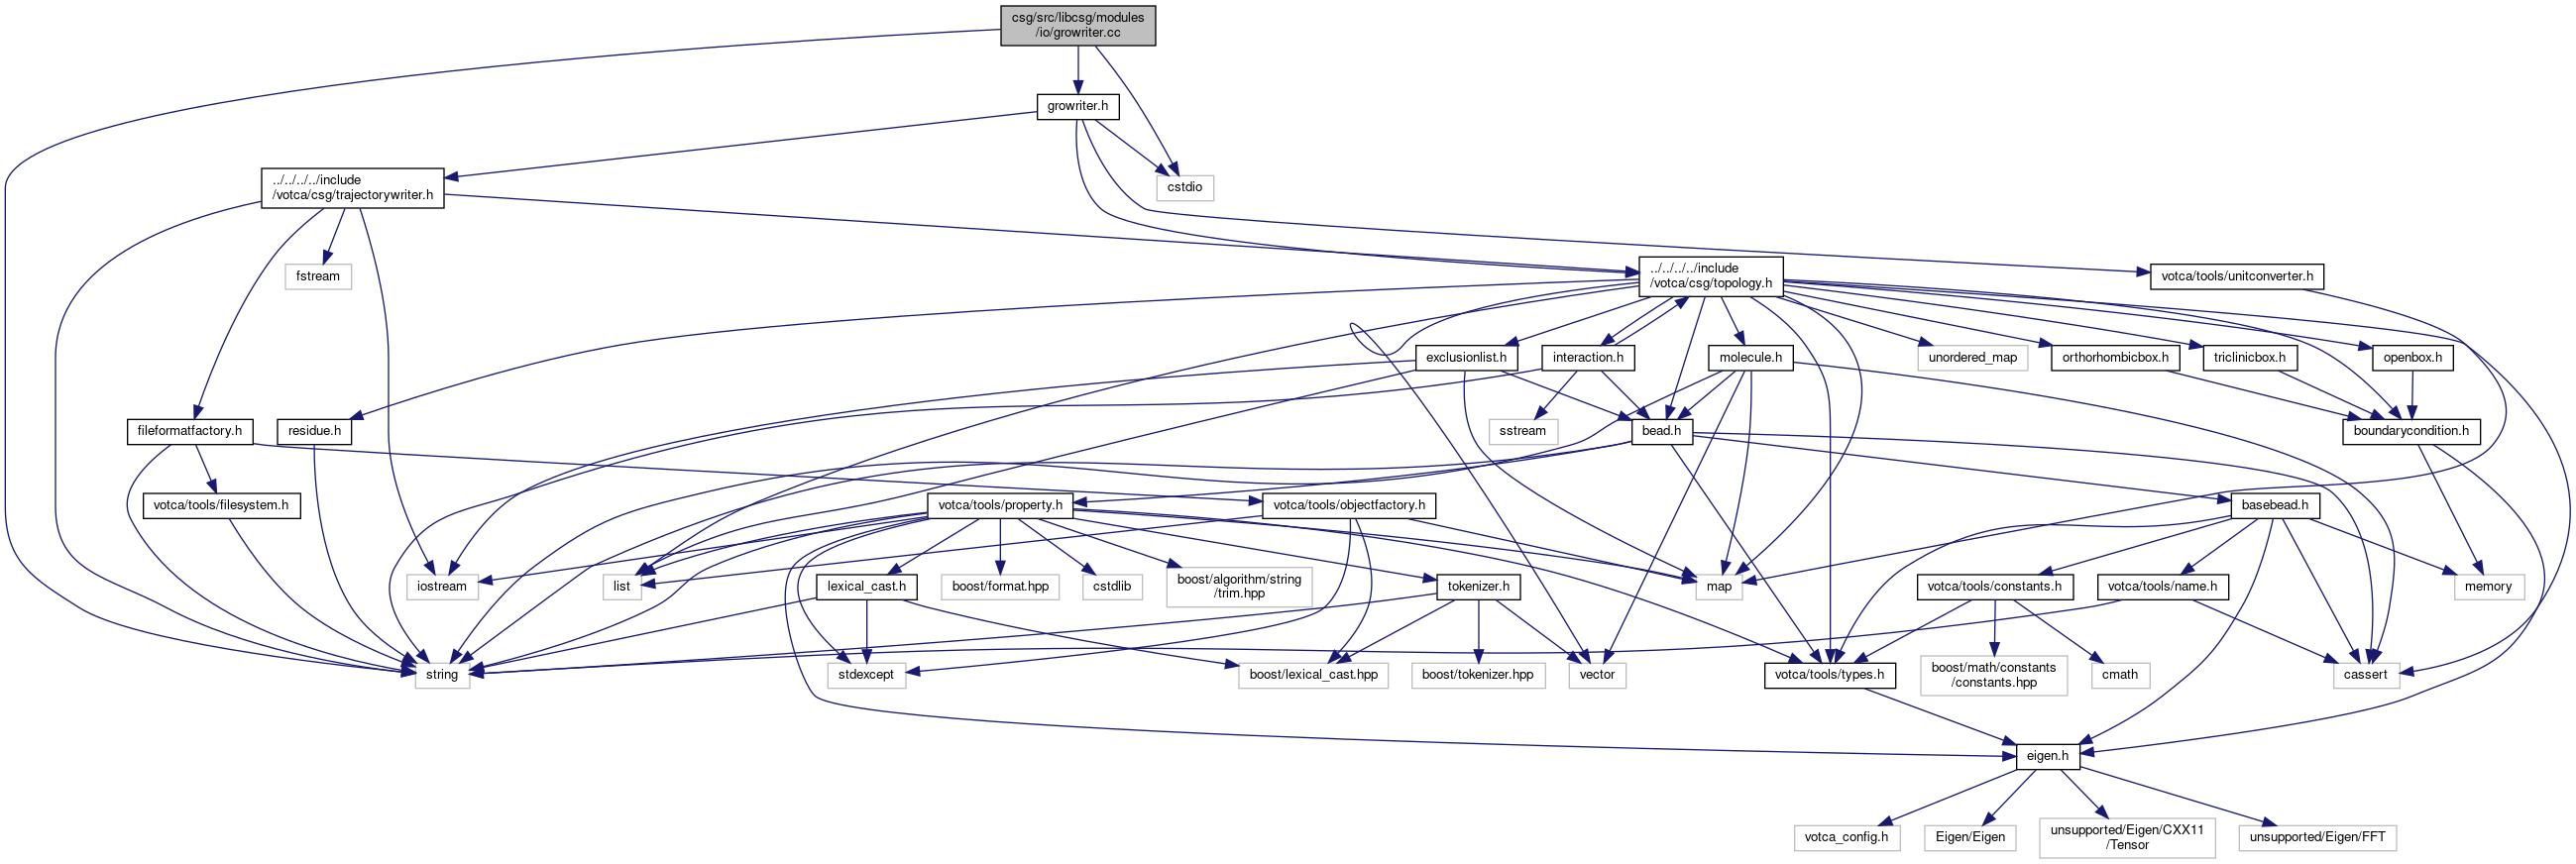 csg/src/libcsg/modules
/io/growriter.cc
growriter.h
../../../../include
/votca/csg/trajectorywriter.h
cstdio
fstream
../../../../include
/votca/csg/topology.h
votca/tools/unitconverter.h
exclusionlist.h
interaction.h
molecule.h
unordered_map
orthorhombicbox.h
triclinicbox.h
openbox.h
fileformatfactory.h
residue.h
sstream
bead.h
boundarycondition.h
votca/tools/filesystem.h
votca/tools/property.h
votca/tools/objectfactory.h
basebead.h
iostream
list
lexical_cast.h
boost/format.hpp
cstdlib
boost/algorithm/string
/trim.hpp
tokenizer.h
map
votca/tools/constants.h
votca/tools/name.h
memory
string
stdexcept
boost/lexical_cast.hpp
boost/tokenizer.hpp
vector
votca/tools/types.h
boost/math/constants
/constants.hpp
cmath
cassert
eigen.h
votca_config.h
Eigen/Eigen
unsupported/Eigen/CXX11
/Tensor
unsupported/Eigen/FFT